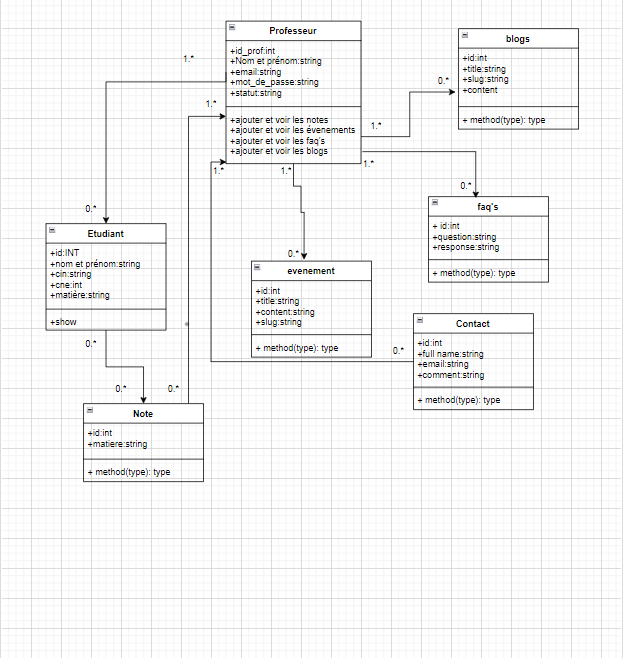 Professeur
+id_prof:int
+Nom et prénom:string
+email:string
+mot_de_passe:string
+statut:string
+ajouter et voir les notes
+ajouter et voir les évenements
+ajouter et voir les faq's
+ajouter et voir les blogs
blogs
+id:int
+title:string
+slug:string
+content
+ method(type): type
1.*
0.*
1.*
1.*
1.*
1.*
1.*
0.*
0.*
faq's
+ id:int
+question:string
+response:string
+ method(type): type
Etudiant
+id:INT
+nom et prénom:string
+cin:string
+cne:int
+matière:string
+show
0.*
evenement
+id:int
+title:string
+content:string
+slug:string
+ method(type): type
Contact
+id:int
+full name:string
+email:string
+comment:string
+ method(type): type
0.*
0.*
0.*
0.*
Note
+id:int
+matiere:string
+ method(type): type